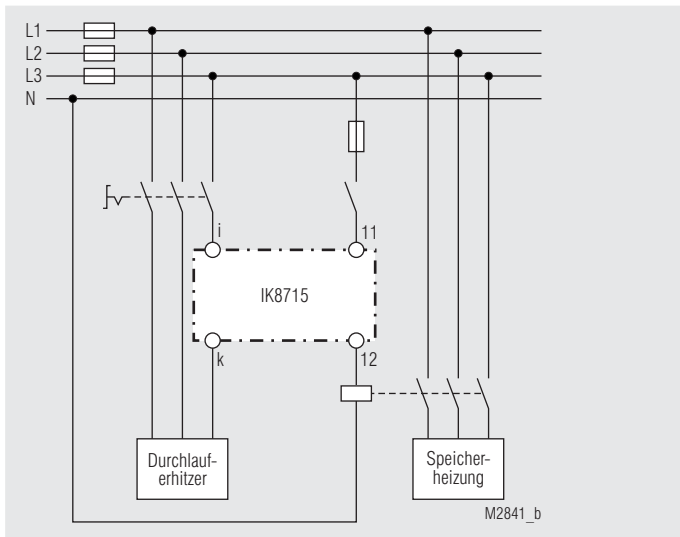 L1
L2
L3
N
i
11
IK8715
k
12
Durchlauf-
erhitzer
Speicher-
heizung
M2841_b